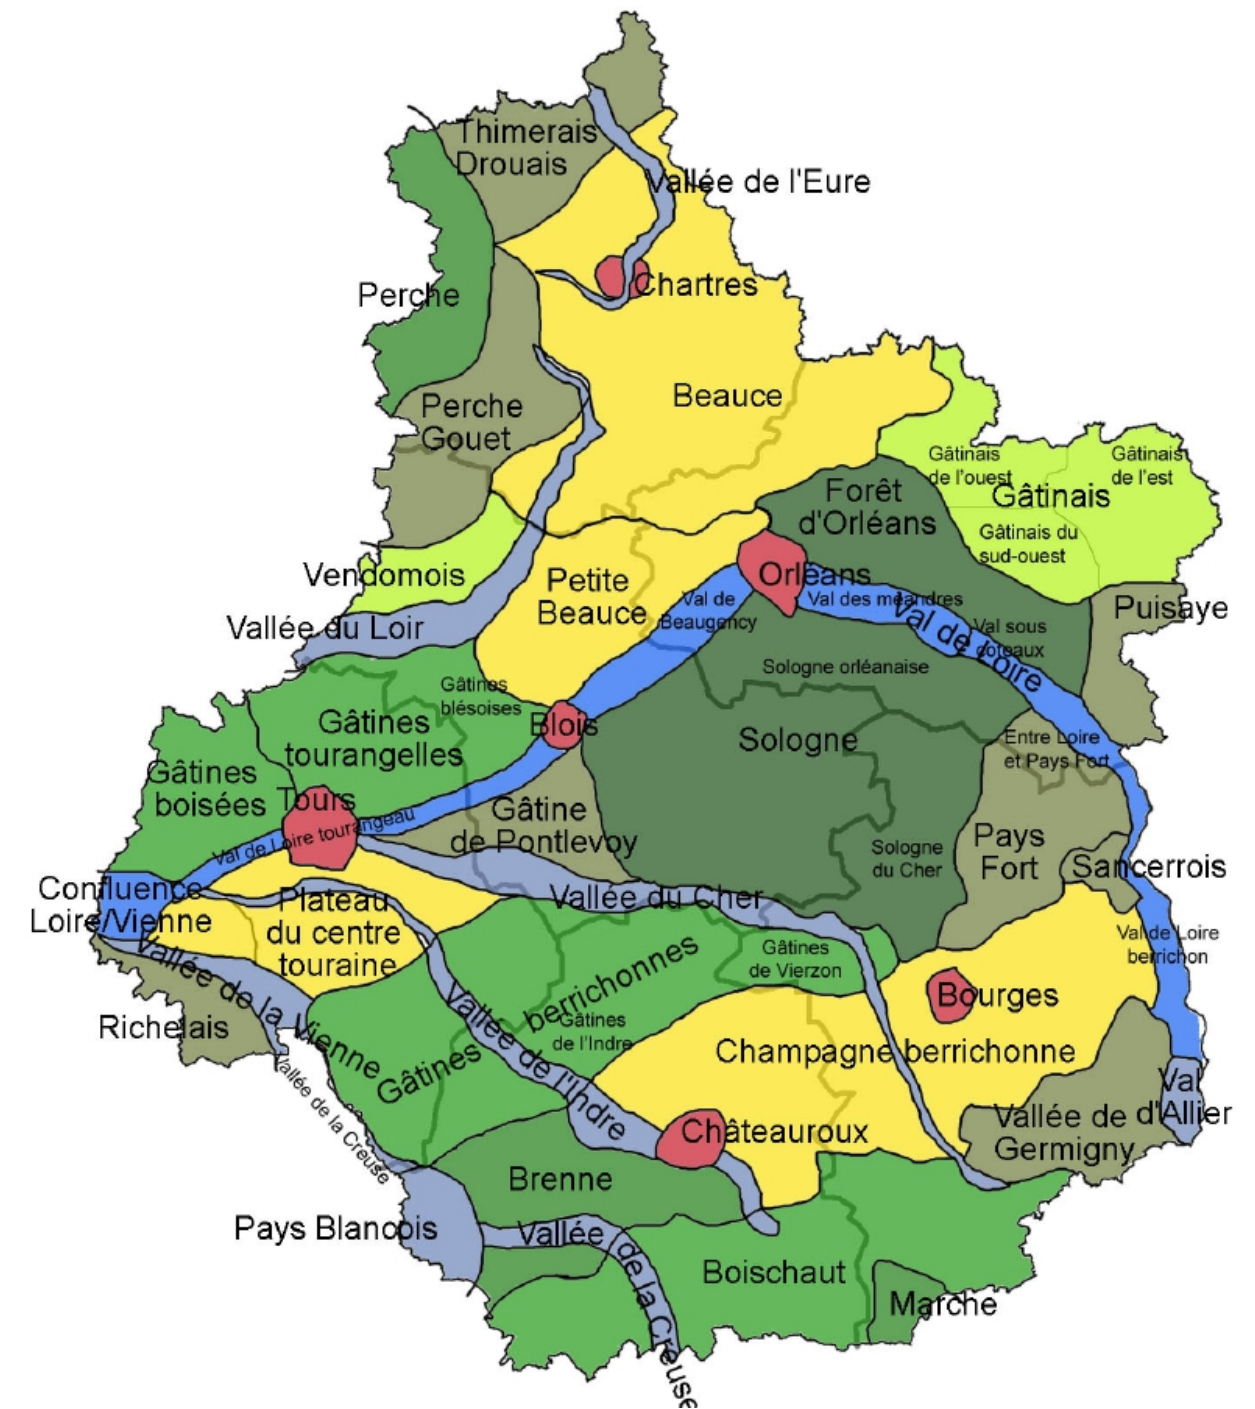 Thimerais
Drouais
Vallée de l'Eure
Chartres
Perche
Beauce
Perche
Gouet
Gâtinais
de l'ouest
Gâtinais
de l'est
Gâtinais
Forêt
d'Orléans
Gâtinais du
sud-ouest
Vendomois
Petite
Beauce
Orléans
Val de
Beaugency
Val des méandres
Val de Loire
Val sous
coteaux
Puisaye
Vallée du Loir
Sologne orléanaise
Gâtines
blésoises
Blois
Gâtines
tourangelles
Sologne
Entre Loire
et Pays Fort
Gâtines
boisées
Tours
Val de Loire tourangeau
Gâtine
de Pontlevoy
Sologne
du Cher
Pays
Fort
Sancerrois
Confluence
Loire/Vienne
Plateau
du centre
touraine
Vallée du Cher
Val de Loire
berrichon
Gâtines
de Vierzon
Vallée de la Vienne
Richelais
Gâtines berrichonnes
Gâtines
de l'Indre
Vallée de l'Indre
Bourges
Champagne berrichonne
Vallée de la Creuse
Châteauroux
Vallée de
Germigny
Val
d'Allier
Brenne
Pays Blancois
Vallée de la Creuse
Boischaut
Marche